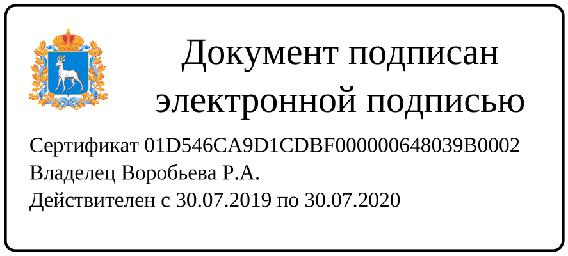 Документ подписан
электронной подписью
Сертификат 01D546CA9D1CDBF000000648039B0002
Владелец Воробьева Р.А.
Действителен с 30.07.2019 по 30.07.2020